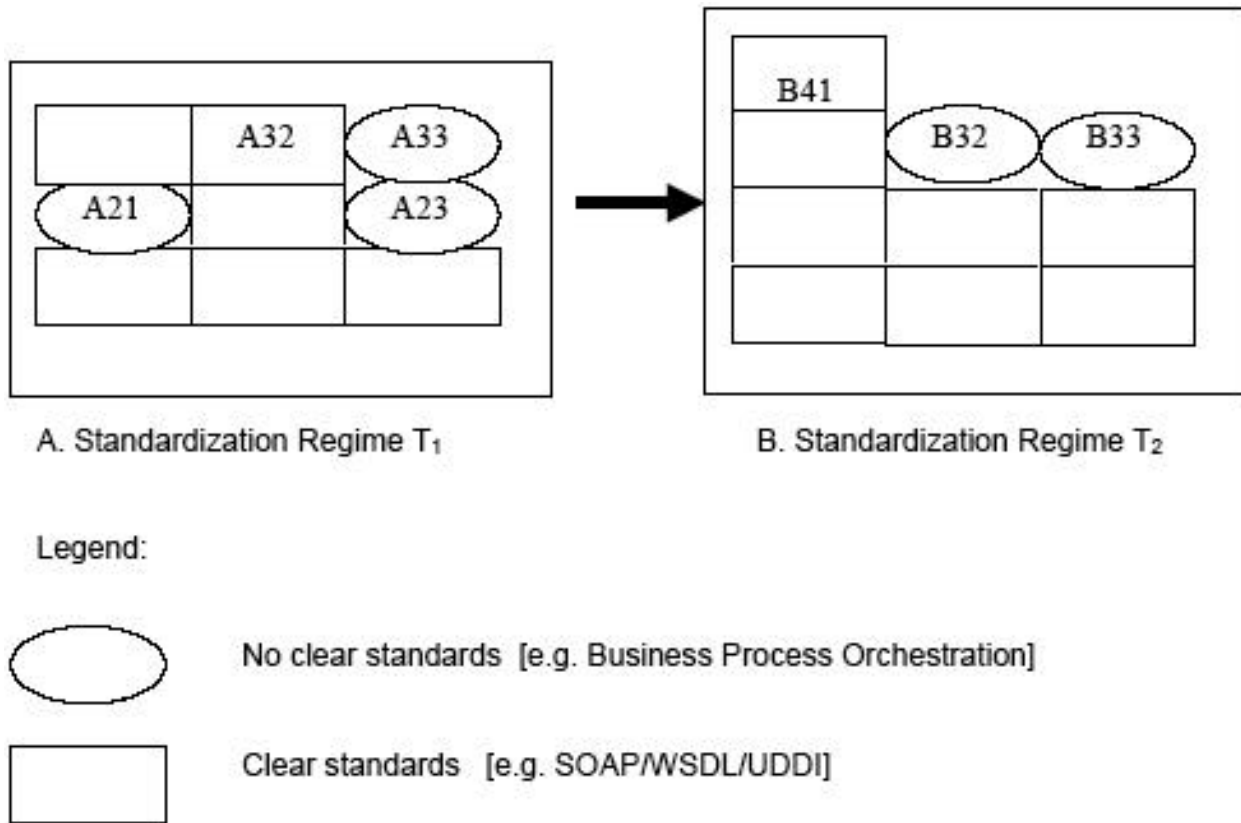 B41
A32 A33
B32 B33
A21 A23
A. Standardization Regime T₁
B. Standardization Regime T₂
Legend:
No clear standards [e.g. Business Process Orchestration]
Clear standards [e.g. SOAP/WSDL/UDDI]